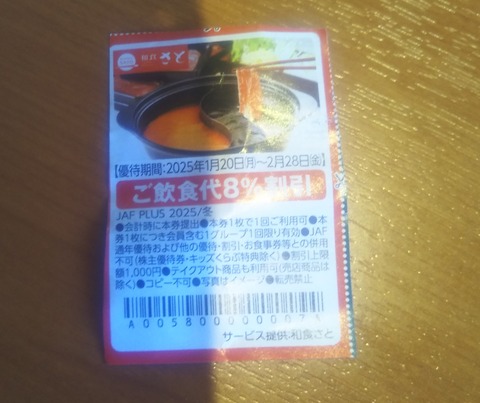 和食 さと
【優待期間:2025年1月20日(月)~2月28日(金)】
ご飲食代8%割引
JAF PLUS 2025/冬
●会計時に本券提出●本券1枚で1回ご利用可●本
券1枚につき会員含む1グループ1回限り有効●JAF
通年優待および他の優待・割引・お食事券等との併用
不可(株主優待券・キッズくらぶ特典除く)●割引上限
額1,000円●テイクアウト商品も利用可(売店商品は
除く)●コピー不可●写真はイメージ●転売禁止
サービス提供:和食さと